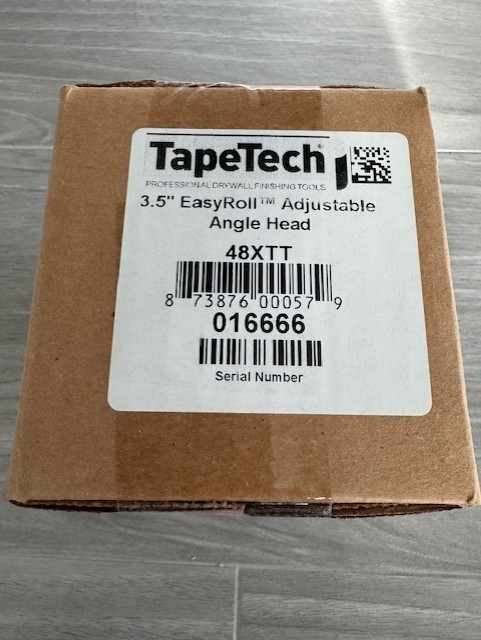 TapeTech®
PROFESSIONAL DRYWALL FINISHING TOOLS
3.5" EasyRoll™ Adjustable
Angle Head
48XTT
8 73876 00057 9
016666
Serial Number